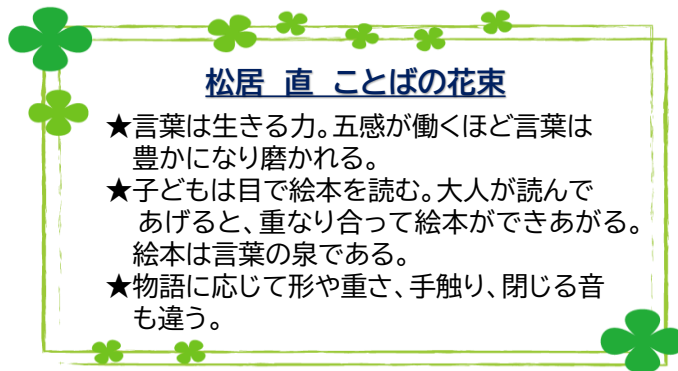 松居 直 ことばの花束
★言葉は生きる力。五感が働くほど言葉は
豊かになり磨かれる。
★子どもは目で絵本を読む。大人が読んで
あげると、重なり合って絵本ができあがる。
絵本は言葉の泉である。
★物語に応じて形や重さ、手触り、閉じる音
も違う。